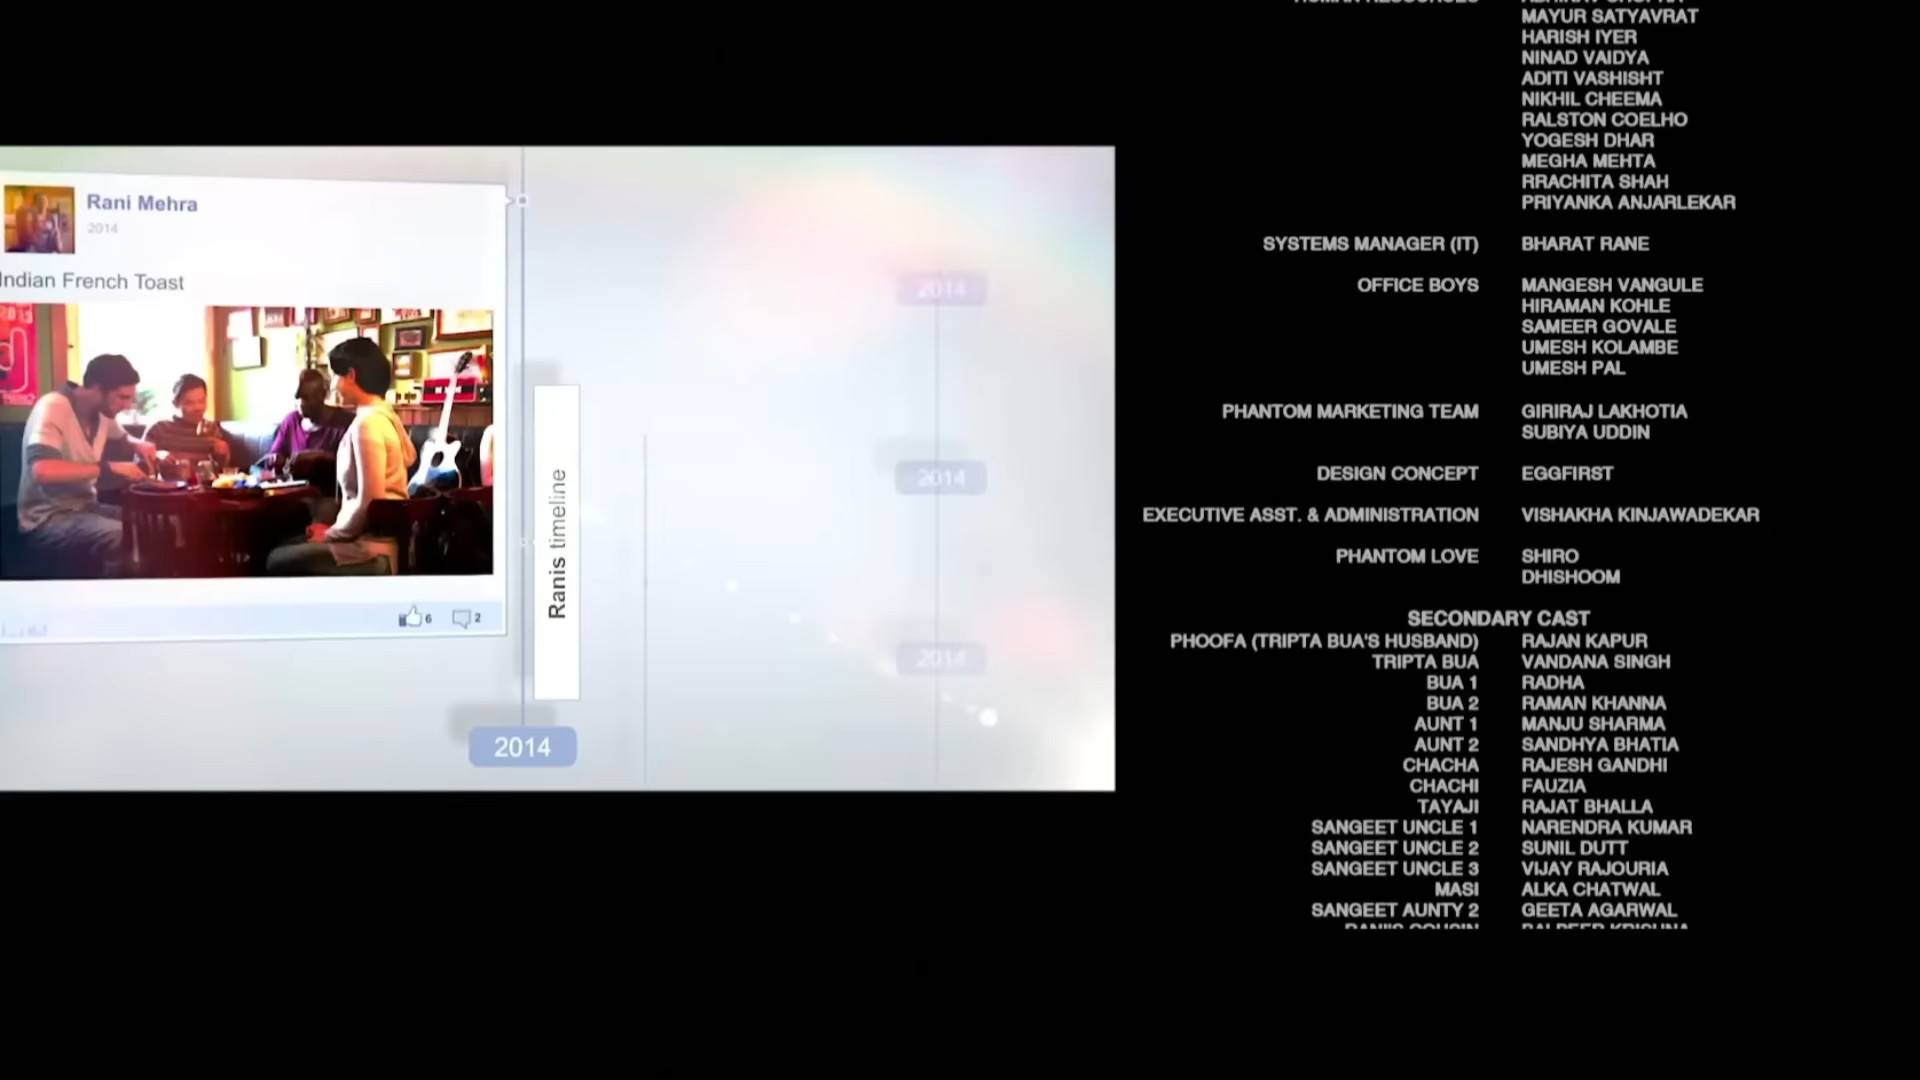 Rani Mehra
2014
Indian French Toast
6 2
Ranis timeline
2014
2014
2014
2014
HUMAN RESOURCES
MAYUR SATYAVRAT
HARISH IYER
NINAD VAIDYA
ADITI VASHISHT
NIKHIL CHEEMA
RALSTON COELHO
YOGESH DHAR
MEGHA MEHTA
RRACHITA SHAH
PRIYANKA ANJARLEKAR
SYSTEMS MANAGER (IT) BHARAT RANE
OFFICE BOYS MANGESH VANGULE
HIRAMAN KOHLE
SAMEER GOVALE
UMESH KOLAMBE
UMESH PAL
PHANTOM MARKETING TEAM GIRIRAJ LAKHOTIA
SUBIYA UDDIN
DESIGN CONCEPT EGGFIRST
EXECUTIVE ASST. & ADMINISTRATION VISHAKHA KINJAWADEKAR
PHANTOM LOVE SHIRO
DHISHOOM
SECONDARY CAST
PHOOFA (TRIPTA BUA'S HUSBAND) RAJAN KAPUR
TRIPTA BUA VANDANA SINGH
BUA 1 RADHA
BUA 2 RAMAN KHANNA
AUNT 1 MANJU SHARMA
AUNT 2 SANDHYA BHATIA
CHACHA RAJESH GANDHI
CHACHI FAUZIA
TAYAJI RAJAT BHALLA
SANGEET UNCLE 1 NARENDRA KUMAR
SANGEET UNCLE 2 SUNIL DUTT
SANGEET UNCLE 3 VIJAY RAJOURIA
MASI ALKA CHATWAL
SANGEET AUNTY 2 GEETA AGARWAL